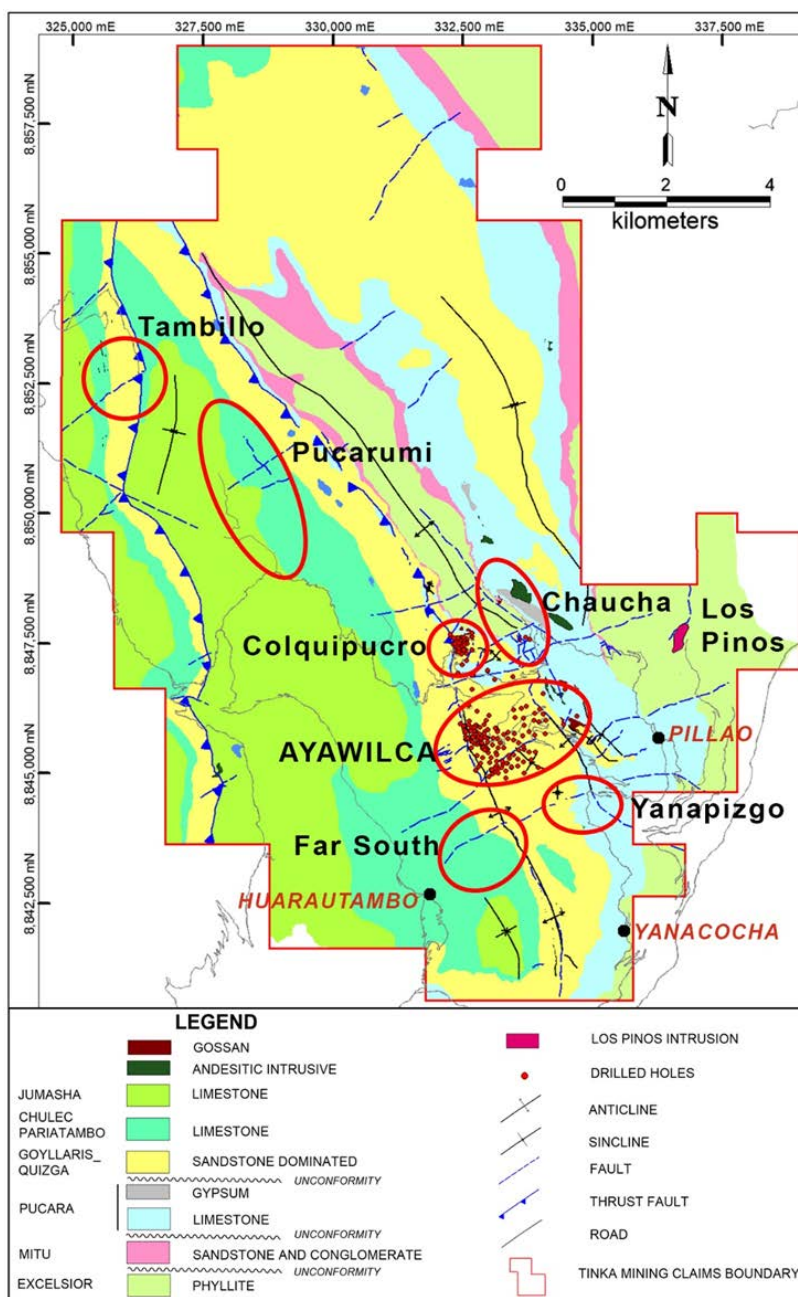 325,000 mE 327,500 mE 330,000 mE 332,500 mE 335,000 mE 337,500 mE
8,857,500 mN
8,855,000 mN
8,852,500 mN
8,850,000 mN
8,847,500 mN
8,845,000 mN
8,842,500 mN
N
0 2 4
kilometers
Tambillo
Pucarumi
Chaucha
Los
Pinos
Colquipucro
PILLAO
AYAWILCA
Yanapizgo
Far South
HUARAUTAMBO
YANACOCHA
LEGEND
GOSSAN
ANDESITIC INTRUSIVE
JUMASHA LIMESTONE
CHULEC
PARIATAMBO LIMESTONE
GOYLLARIS_
QUIZGA SANDSTONE DOMINATED
UNCONFORMITY
PUCARA GYPSUM
LIMESTONE
UNCONFORMITY
MITU SANDSTONE AND CONGLOMERATE
UNCONFORMITY
EXCELSIOR PHYLLITE
LOS PINOS INTRUSION
DRILLED HOLES
ANTICLINE
SINCLINE
FAULT
THRUST FAULT
ROAD
TINKA MINING CLAIMS BOUNDARY